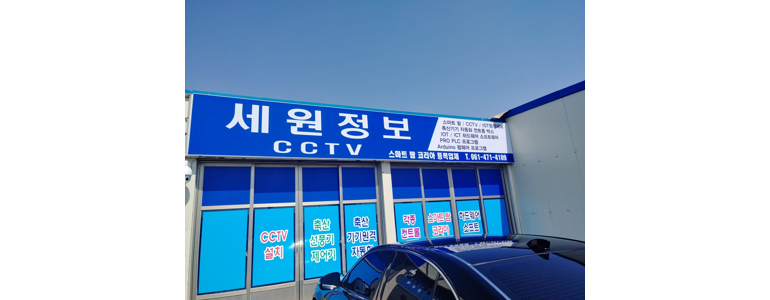 세원정보
CCTV
스마트 팜 / CCTV / IOT
축산기기 자동화 컨트롤 박스
IOT / ICT 하드웨어 소프트웨어
PRO PLC 프로그램
Arduino 펌웨어 프로그램
스마트 팜 코리아 등록업체 T. 061-471-4186
CCTV
설치
축산
선풍기
제어기
축산
기기원격
각종
컨트롤
스마트팜
코리아
하드웨어
소프트